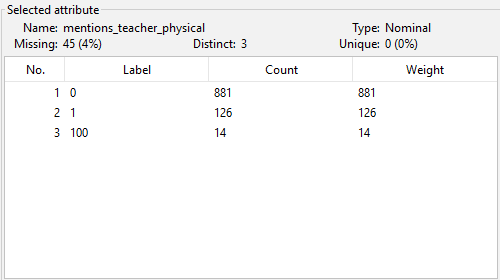 Selected attribute
Name: mentions_teacher_physical Type: Nominal
Missing: 45 (4%) Distinct: 3 Unique: 0 (0%)
No. Label Count Weight
1 0 881 881
2 1 126 126
3 100 14 14